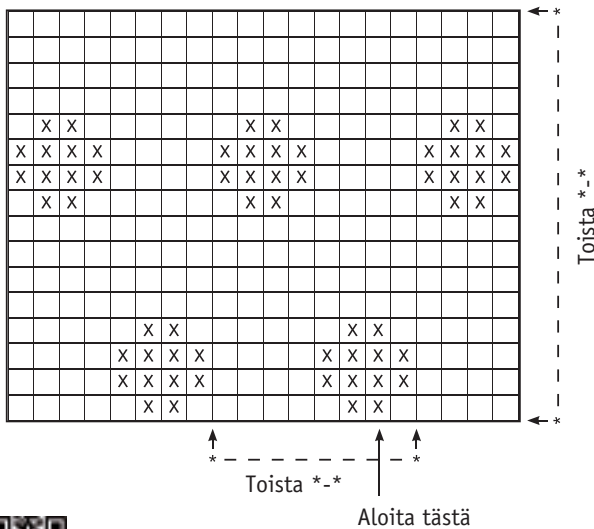 *
X X X X X X
X X X X X X X X X X X X
X X X X X X X X X X X X
X X X X X X
Toista *-*
X X X X
X X X X X X X X
X X X X X X X X
X X X X
*
* - - - - - - - - *
Toista *-*
Aloita tästä